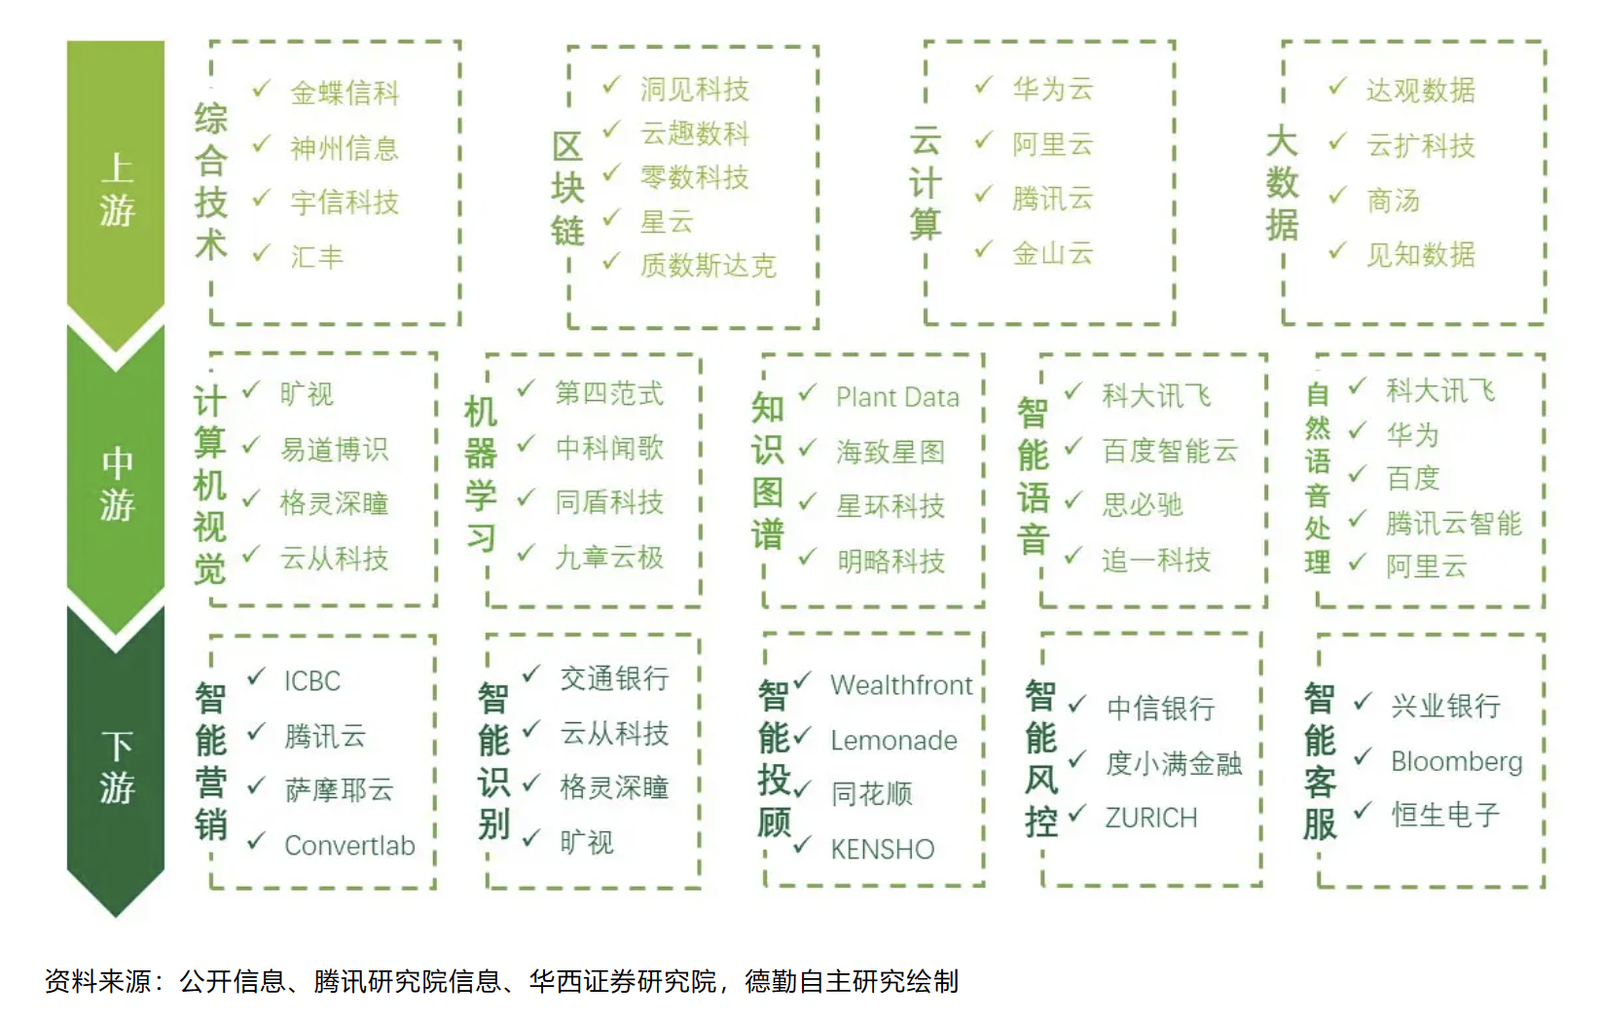 上游
综合技术
金蝶信科
神州信息
宇信科技
汇丰
区块链
洞见科技
云趣数科
零数科技
星云
质数斯达克
云计算
华为云
阿里云
腾讯云
金山云
大数据
达观数据
云扩科技
商汤
见知数据
中游
计算机视觉
旷视
易道博识
格灵深瞳
云从科技
机器学习
第四范式
中科闻歌
同盾科技
九章云极
知识图谱
Plant Data
海致星图
星环科技
明略科技
智能语音
科大讯飞
百度智能云
思必驰
追一科技
自然语音处理
科大讯飞
华为
百度
腾讯云智能
阿里云
下游
智能营销
ICBC
腾讯云
萨摩耶云
Convertlab
智能识别
交通银行
云从科技
格灵深瞳
旷视
智能投顾
Wealthfront
Lemonade
同花顺
KENSHO
智能风控
中信银行
度小满金融
ZURICH
智能客服
兴业银行
Bloomberg
恒生电子
资料来源：公开信息、腾讯研究院信息、华西证券研究院，德勤自主研究绘制